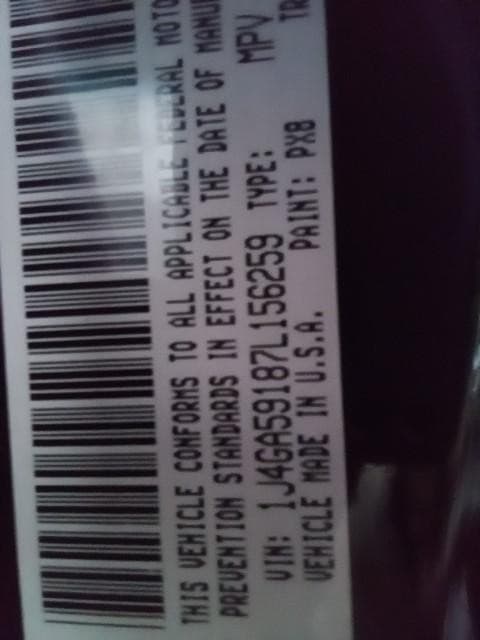 THIS VEHICLE CONFORMS TO ALL APPLICABLE FEDERAL MOTO
PREVENTION STANDARDS IN EFFECT ON THE DATE OF MANU
VIN: 1J4GA59187L156259 TYPE: MPV
VEHICLE MADE IN U.S.A. PAINT: PX8 TR